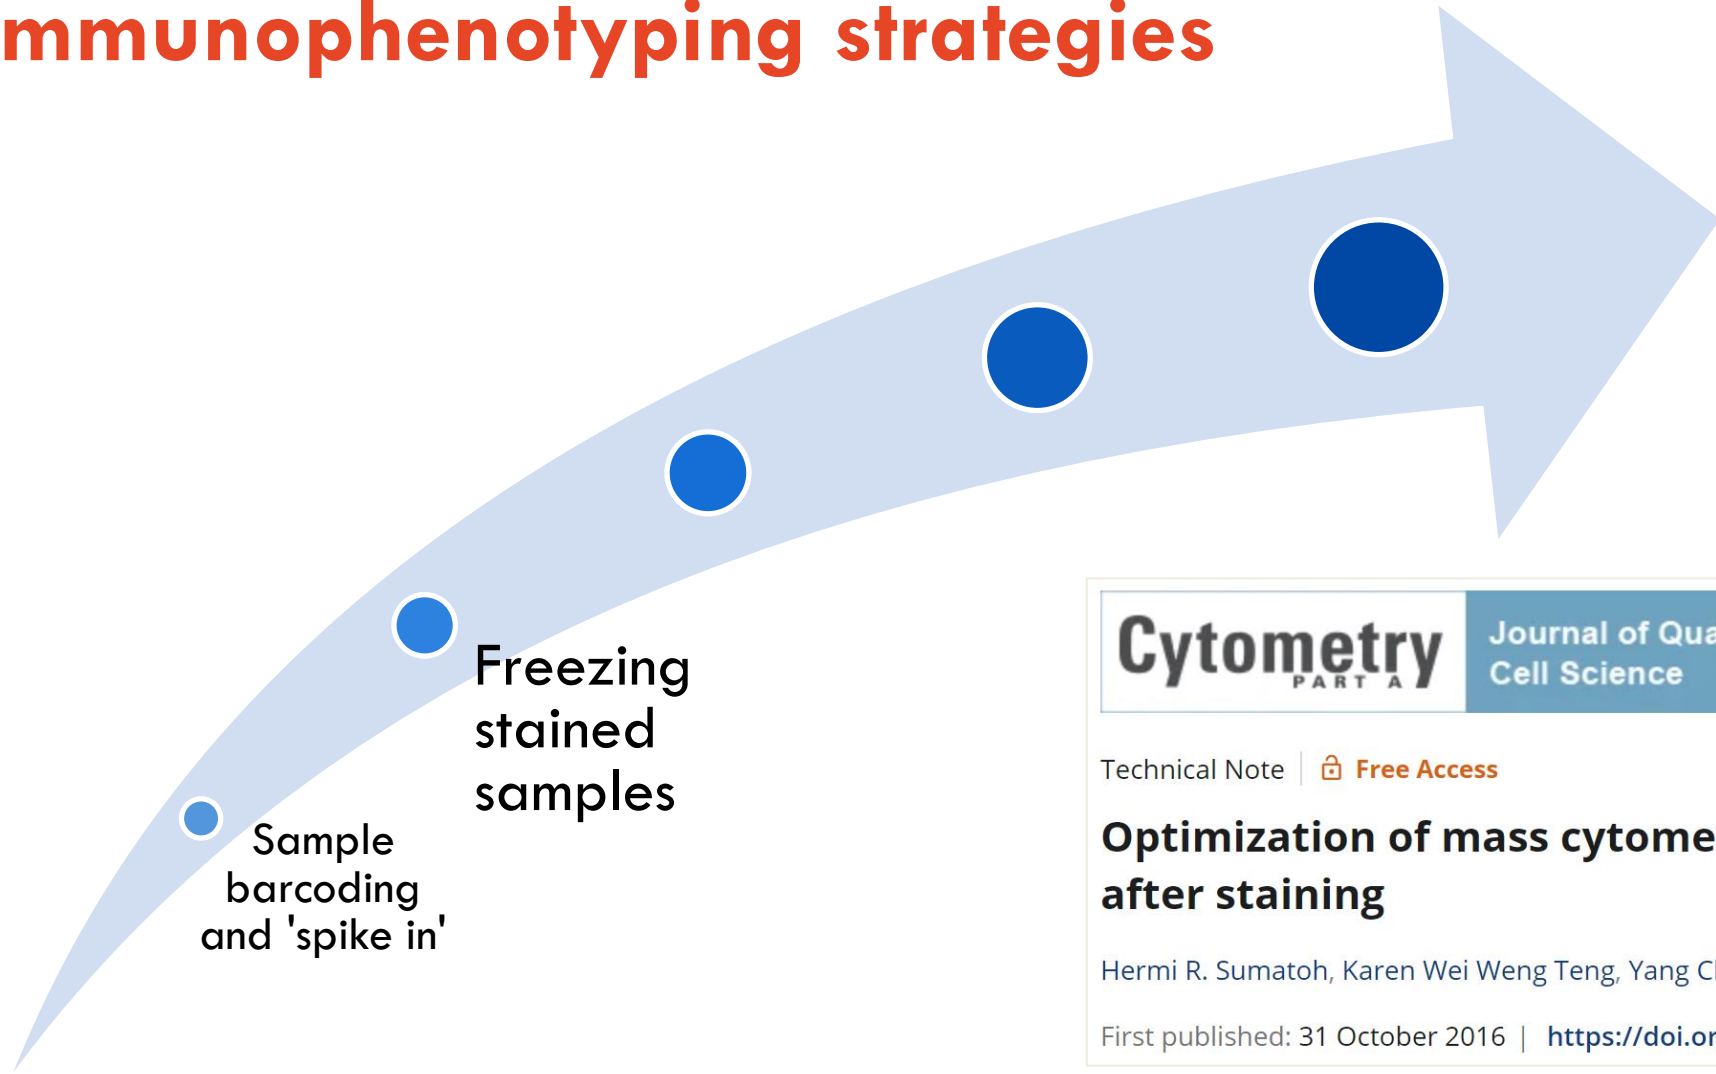 mmunophenotyping strategies
Freezing
stained
samples
Sample
barcoding
and 'spike in'
Cytometry
PART A
Journal of Qua
Cell Science
Technical Note | Free Access
Optimization of mass cytome
after staining
Hermi R. Sumatoh, Karen Wei Weng Teng, Yang C
First published: 31 October 2016 | https://doi.or